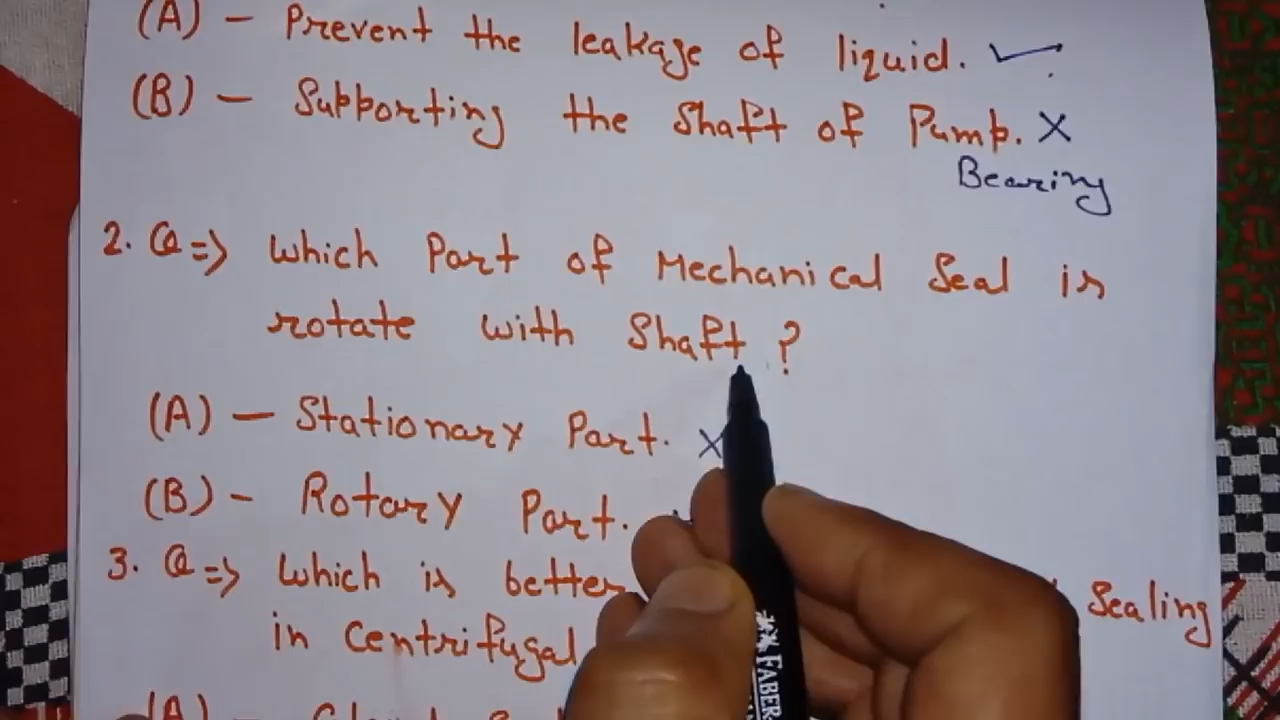 (A) - Prevent the leakage of liquid. ✓
(B) - Supporting the Shaft of Pump. X
Bearing
2. Q => Which Part of Mechanical Seal is
rotate with Shaft ?
(A) - Stationary Part. X
(B) - Rotary Part.
3. Q => Which is better Sealing
in Centrifugal
(A) -
FABER